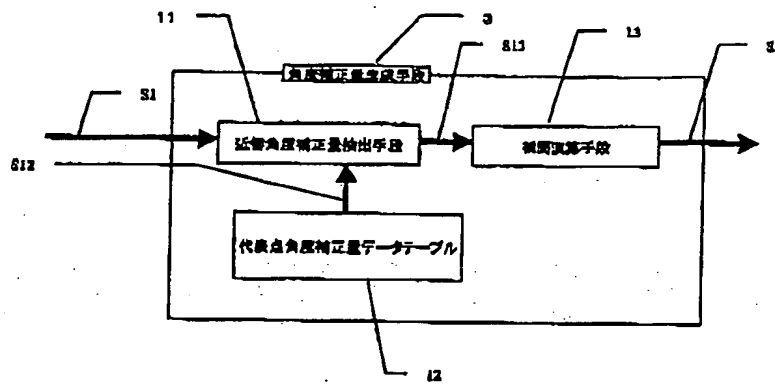 11
3
S13
13
S
角度補正量生成手段
S1
近傍角度補正量抽出手段
補間演算手段
S12
代表点角度補正量データテーブル
12